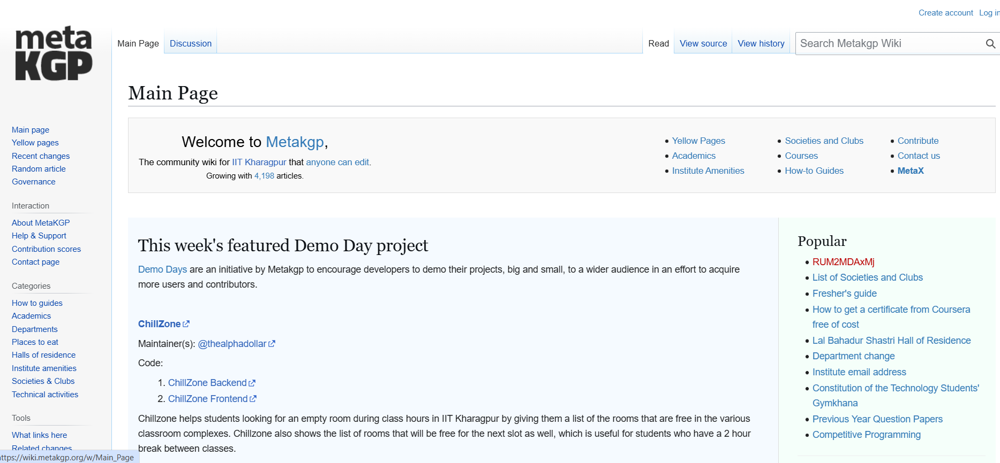 Create account Log in
meta
KGP
Main Page Discussion Read View source View history Search Metakgp Wiki
Main Page
Main page
Yellow pages
Recent changes
Random article
Governance
Interaction
About MetaKGP
Help & Support
Contribution scores
Contact page
Categories
How to guides
Academics
Departments
Places to eat
Halls of residence
Institute amenities
Societies & Clubs
Technical activities
Tools
What links here
Related changes
Welcome to Metakgp,
The community wiki for IIT Kharagpur that anyone can edit.
Growing with 4,198 articles.
• Yellow Pages
• Academics
• Institute Amenities
• Societies and Clubs
• Courses
• How-to Guides
• Contribute
• Contact us
• MetaX
This week's featured Demo Day project
Demo Days are an initiative by Metakgp to encourage developers to demo their projects, big and small, to a wider audience in an effort to acquire
more users and contributors.
ChillZone
Maintainer(s): @thealphadollar
Code:
1. ChillZone Backend
2. ChillZone Frontend
Chillzone helps students looking for an empty room during class hours in IIT Kharagpur by giving them a list of the rooms that are free in the various
classroom complexes. Chillzone also shows the list of rooms that will be free for the next slot as well, which is useful for students who have a 2 hour
break between classes.
Popular
• RUM2MDAxMj
• List of Societies and Clubs
• Fresher's guide
• How to get a certificate from Coursera
free of cost
• Lal Bahadur Shastri Hall of Residence
• Department change
• Institute email address
• Constitution of the Technology Students'
Gymkhana
• Previous Year Question Papers
• Competitive Programming
ttps://wiki.metakgp.org/w/Main_Page